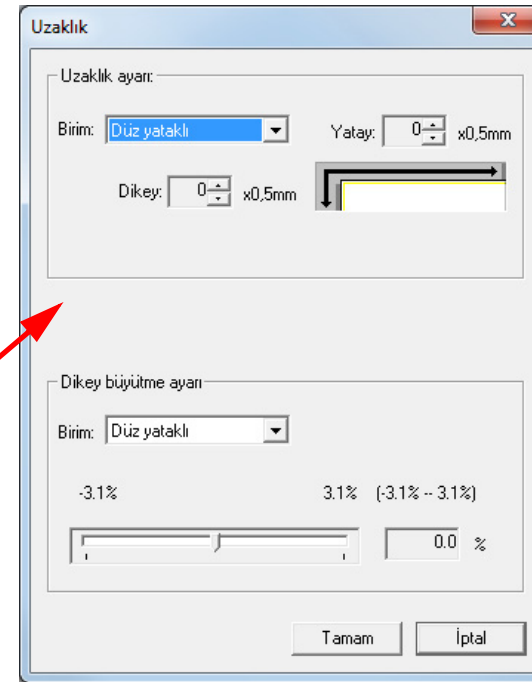 Uzaklık
Uzaklık ayarı:
Birim: Düz yataklı Yatay: 0 x0,5mm
Dikey: 0 x0,5mm
Dikey büyütme ayarı
Birim: Düz yataklı
-3.1% 3.1% (-3.1% -- 3.1%)
0.0 %
Tamam İptal